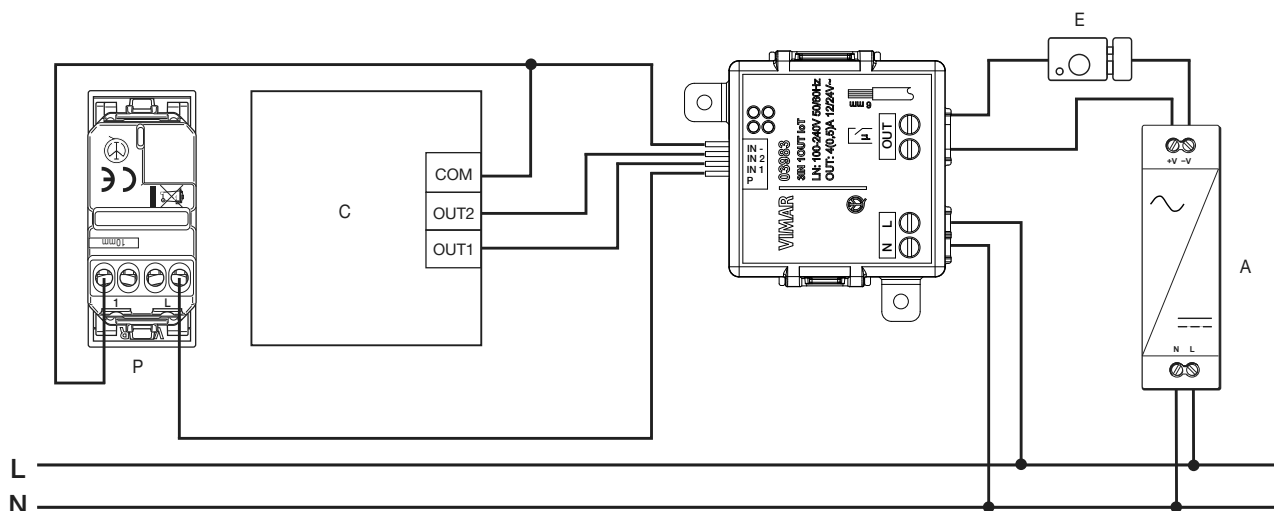 E
P
10mm
1 L
C
COM
OUT2
OUT1
IN -
IN 2
IN 1
P
VIMAR
03983
3IN 1OUT IoT
LN: 100-240V 50/60Hz
OUT: 4(0,5)A 12/24V~
6 mm
µ
OUT
N L
+V -V
A
N L
L
N